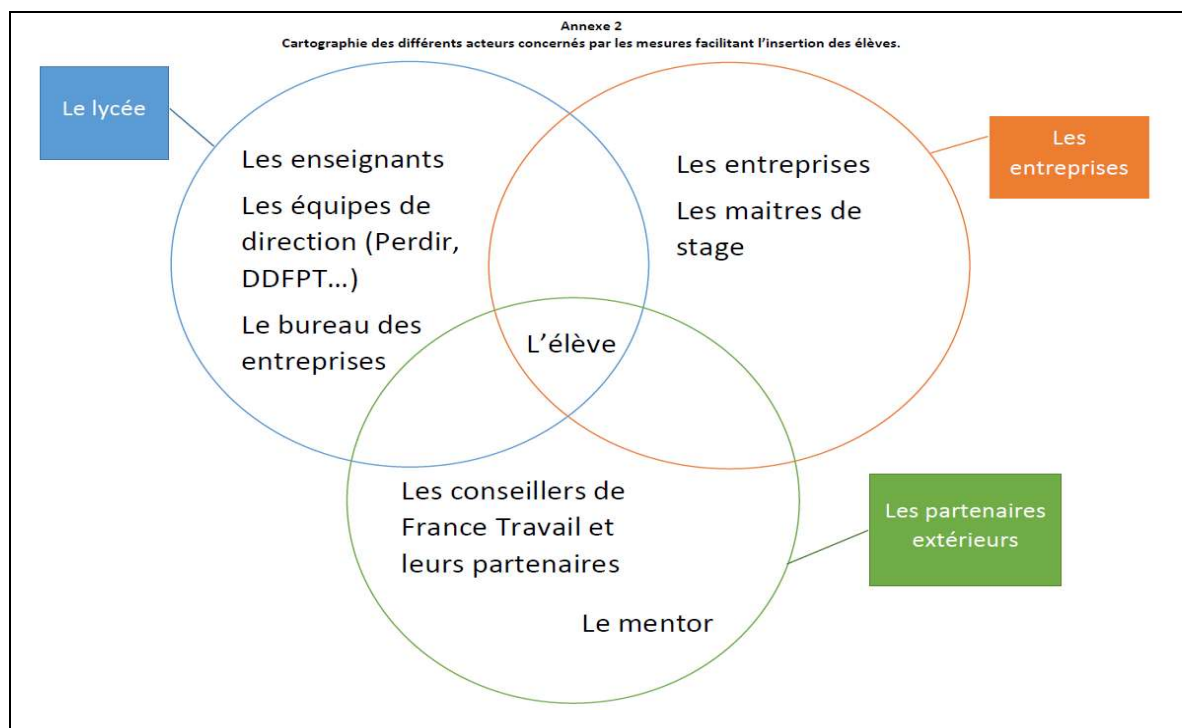 Annexe 2
Cartographie des différents acteurs concernés par les mesures facilitant l'insertion des élèves.
Le lycée
Les enseignants
Les équipes de
direction (Perdir,
DDFPT...)
Le bureau des
entreprises
Les entreprises
Les maitres de
stage
Les
entreprises
L'élève
Les conseillers de
France Travail et
leurs partenaires
Le mentor
Les partenaires
extérieurs